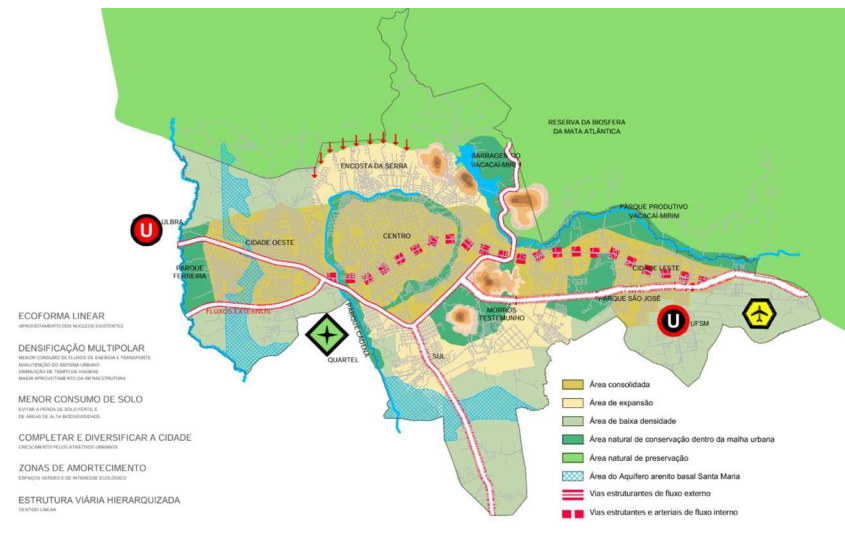 RESERVA DA BIOSFERA
DA MATA ATLÂNTICA
ENCOSTA DA SERRA
BARRAGEM DO
VACACAI-MIRIM
PARQUE PRODUTIVO
VACACAI-MIRIM
ULBRA
U
CIDADE OESTE
CENTRO
CIDADE LESTE
PARQUE
FERREIRA
FLUXOS EXTERNOS
PARQUE CADENA
MORROS
TESTEMUNHO
PARQUE SÃO JOSÉ
U
UFSM
QUARTEL
SUL
ECOFORMA LINEAR
APROVEITAMENTO DOS NÚCLEOS EXISTENTES
DENSIFICAÇÃO MULTIPOLAR
MENOR CONSUMO DE FLUXOS DE ENERGIA E TRANSPORTE
MANUTENÇÃO DO SISTEMA URBANO
DIMINUIÇÃO DE TEMPO DE VIAGENS
MAIOR APROVEITAMENTO DA INFRAESTRUTURA
MENOR CONSUMO DE SOLO
EVITAR A PERDA DE SOLO FÉRTIL E
DE ÁREAS DE ALTA BIODIVERSIDADE
COMPLETAR E DIVERSIFICAR A CIDADE
CRESCIMENTO PELOS ATRATIVOS URBANOS
ZONAS DE AMORTECIMENTO
ESPAÇOS VERDES E DE INTERESSE ECOLÓGICO
ESTRUTURA VIÁRIA HIERARQUIZADA
SENTIDO LINEAR
Área consolidada
Área de expansão
Área de baixa densidade
Área natural de conservação dentro da malha urbana
Área natural de preservação
Área do Aquífero arenito basal Santa Maria
Vias estruturantes de fluxo externo
Vias estrutantes e arteriais de fluxo interno